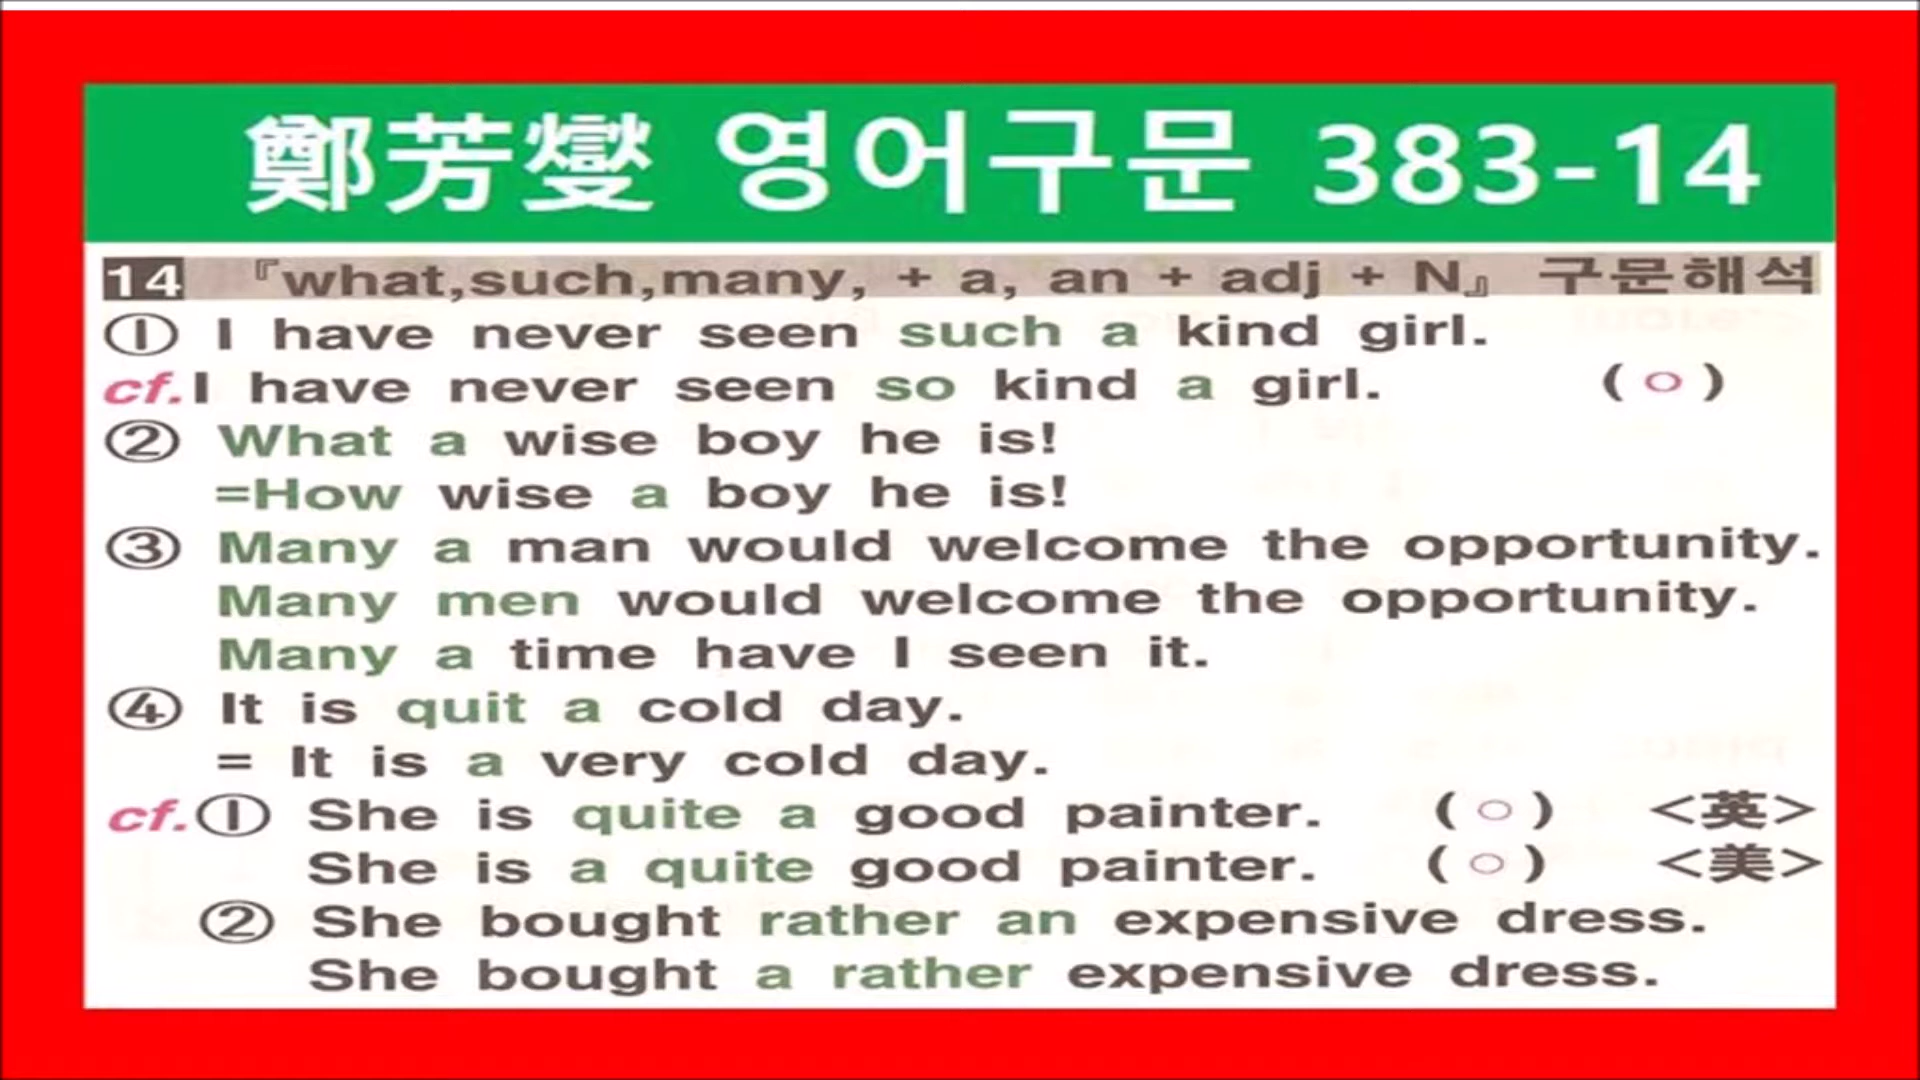 鄭芳燮 영어구문 383-14
14 『what,such,many, + a, an + adj + N』 구문해석
① I have never seen such a kind girl.
cf. I have never seen so kind a girl. ( ○ )
② What a wise boy he is!
=How wise a boy he is!
③ Many a man would welcome the opportunity.
Many men would welcome the opportunity.
Many a time have I seen it.
④ It is quit a cold day.
= It is a very cold day.
cf. ① She is quite a good painter. ( ○ ) <英>
She is a quite good painter. ( ○ ) <美>
② She bought rather an expensive dress.
She bought a rather expensive dress.